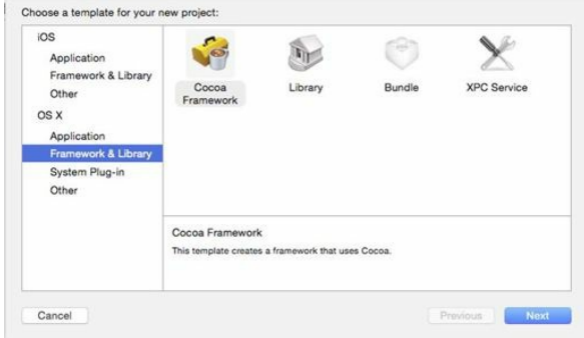 Choose a template for your new project:
iOS
Application
Framework & Library
Other
OS X
Application
Framework & Library
System Plug-in
Other
Cocoa
Framework
Library
Bundle
XPC Service
Cocoa Framework
This template creates a framework that uses Cocoa.
Cancel
Previous
Next